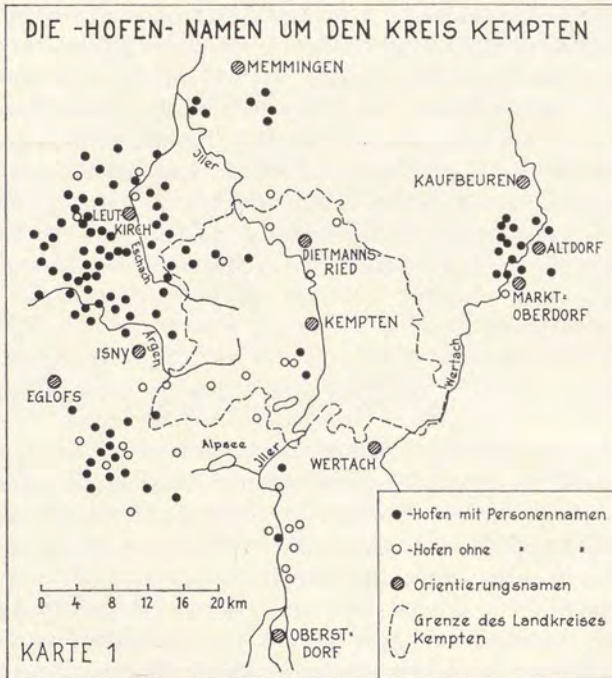 DIE -HOFEN- NAMEN UM DEN KREIS KEMPTEN
MEMMINGEN
Jller
KAUFBEUREN
LEUT-
KIRCH
Eschach
DIETMANNS-
RIED
ALTDORF
MARKT=
OBERDORF
KEMPTEN
ISNY
Argen
Wertach
EGLOFS
Alpsee
Jller
WERTACH
-Hofen mit Personennamen
-Hofen ohne " "
Orientierungsnamen
Grenze des Landkreises
Kempten
0 4 8 12 16 20 km
OBERST=
DORF
KARTE 1